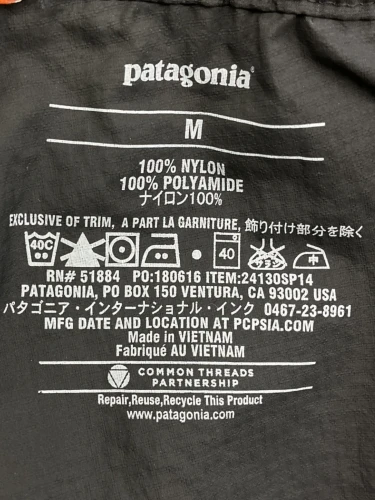 patagonia®
M
100% NYLON
100% POLYAMIDE
ナイロン100%
EXCLUSIVE OF TRIM, A PART LA GARNITURE, 飾り付け部分を除く
40C 40
RN# 51884 PO:180616 ITEM:24130SP14
PATAGONIA, PO BOX 150 VENTURA, CA 93002 USA
パタゴニア・インターナショナル・インク 0467-23-8961
MFG DATE AND LOCATION AT PCPSIA.COM
Made in VIETNAM
Fabriqué AU VIETNAM
COMMON THREADS
PARTNERSHIP
Repair,Reuse,Recycle This Product
www.patagonia.com